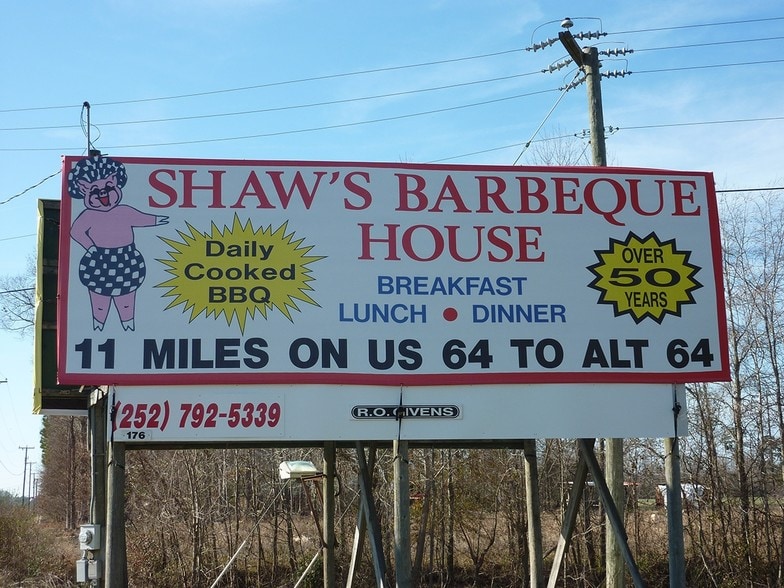 SHAW'S BARBEQUE
HOUSE
Daily
Cooked
BBQ
BREAKFAST
LUNCH • DINNER
OVER
50
YEARS
11 MILES ON US 64 TO ALT 64
(252) 792-5339
176
R.O. GIVENS